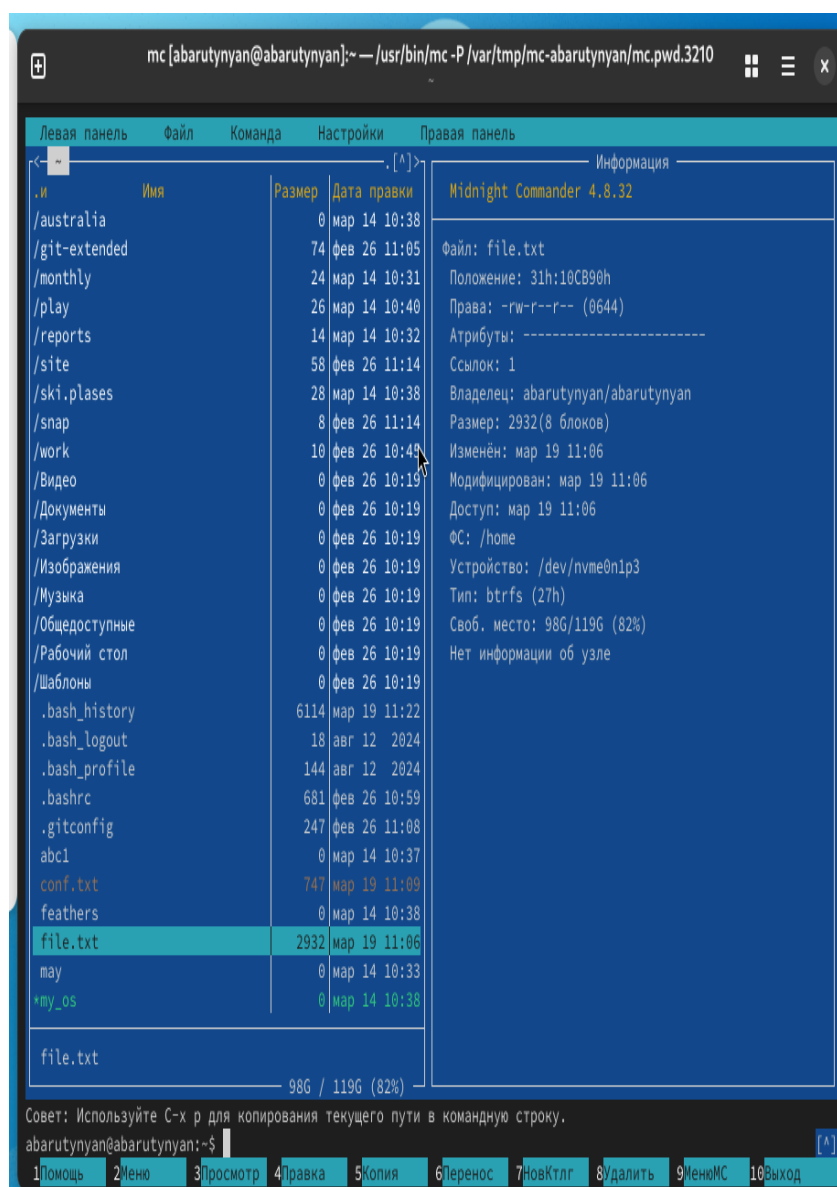 mc [abarutynyan@abarutynyan]:~ — /usr/bin/mc -P /var/tmp/mc-abarutynyan/mc.pwd.3210
~
Левая панель Файл Команда Настройки Правая панель
<- ~ .[^]>
.и Имя Размер Дата правки
/australia 0 мар 14 10:38
/git-extended 74 фев 26 11:05
/monthly 24 мар 14 10:31
/play 26 мар 14 10:40
/reports 14 мар 14 10:32
/site 58 фев 26 11:14
/ski.plases 28 мар 14 10:38
/snap 8 фев 26 11:14
/work 10 фев 26 10:45
/Видео 0 фев 26 10:19
/Документы 0 фев 26 10:19
/Загрузки 0 фев 26 10:19
/Изображения 0 фев 26 10:19
/Музыка 0 фев 26 10:19
/Общедоступные 0 фев 26 10:19
/Рабочий стол 0 фев 26 10:19
/Шаблоны 0 фев 26 10:19
.bash_history 6114 мар 19 11:22
.bash_logout 18 авг 12 2024
.bash_profile 144 авг 12 2024
.bashrc 681 фев 26 10:59
.gitconfig 247 фев 26 11:08
abc1 0 мар 14 10:37
conf.txt 747 мар 19 11:09
feathers 0 мар 14 10:38
file.txt 2932 мар 19 11:06
may 0 мар 14 10:33
*my_os 0 мар 14 10:38
file.txt
98G / 119G (82%)
Информация
Midnight Commander 4.8.32
Файл: file.txt
Положение: 31h:10CB90h
Права: -rw-r--r-- (0644)
Атрибуты: ------------------------
Ссылок: 1
Владелец: abarutynyan/abarutynyan
Размер: 2932(8 блоков)
Изменён: мар 19 11:06
Модифицирован: мар 19 11:06
Доступ: мар 19 11:06
ФС: /home
Устройство: /dev/nvme0n1p3
Тип: btrfs (27h)
Своб. место: 98G/119G (82%)
Нет информации об узле
Совет: Используйте C-x p для копирования текущего пути в командную строку.
abarutynyan@abarutynyan:~$ [^]
1Помощь 2Меню 3Просмотр 4Правка 5Копия 6Перенос 7НовКтлг 8Удалить 9МенюМС 10Выход